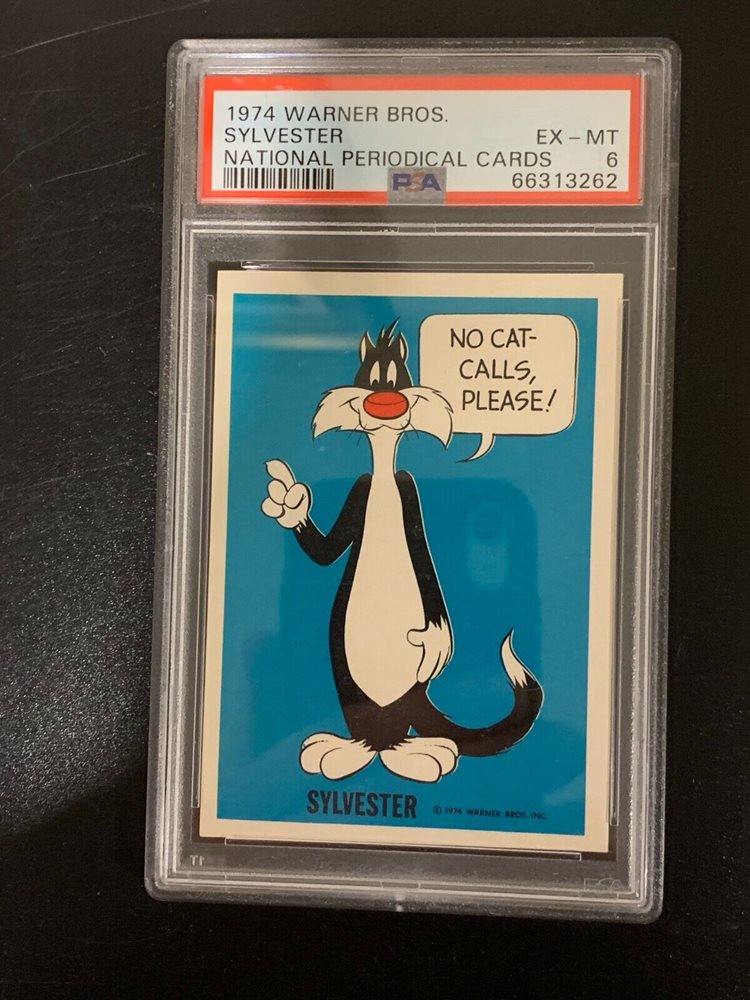 1974 WARNER BROS.
SYLVESTER EX-MT
NATIONAL PERIODICAL CARDS 6
PSA 66313262
NO CAT-
CALLS,
PLEASE!
SYLVESTER © 1974 WARNER BROS. INC.
PSA